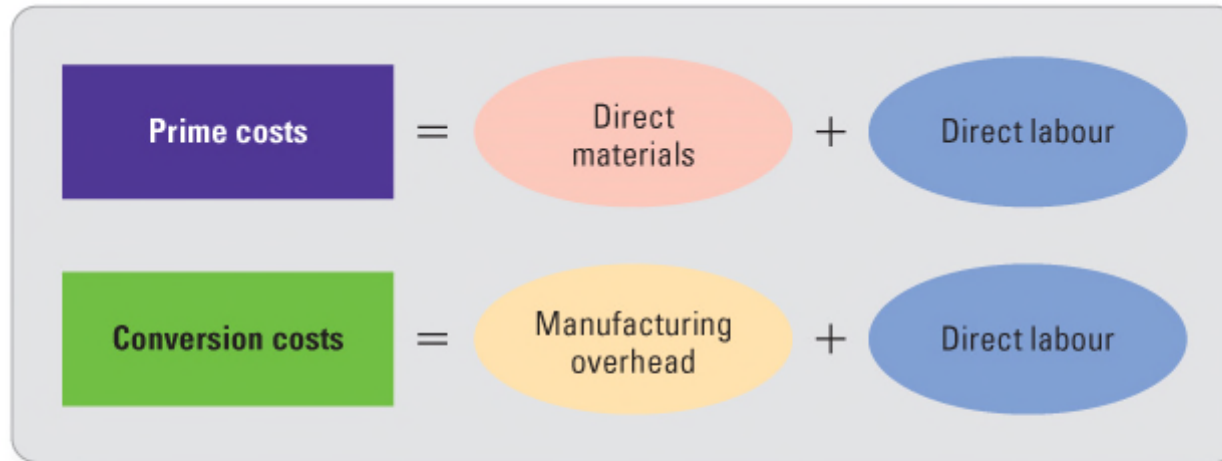 Prime costs = Direct materials + Direct labour
Conversion costs = Manufacturing overhead + Direct labour